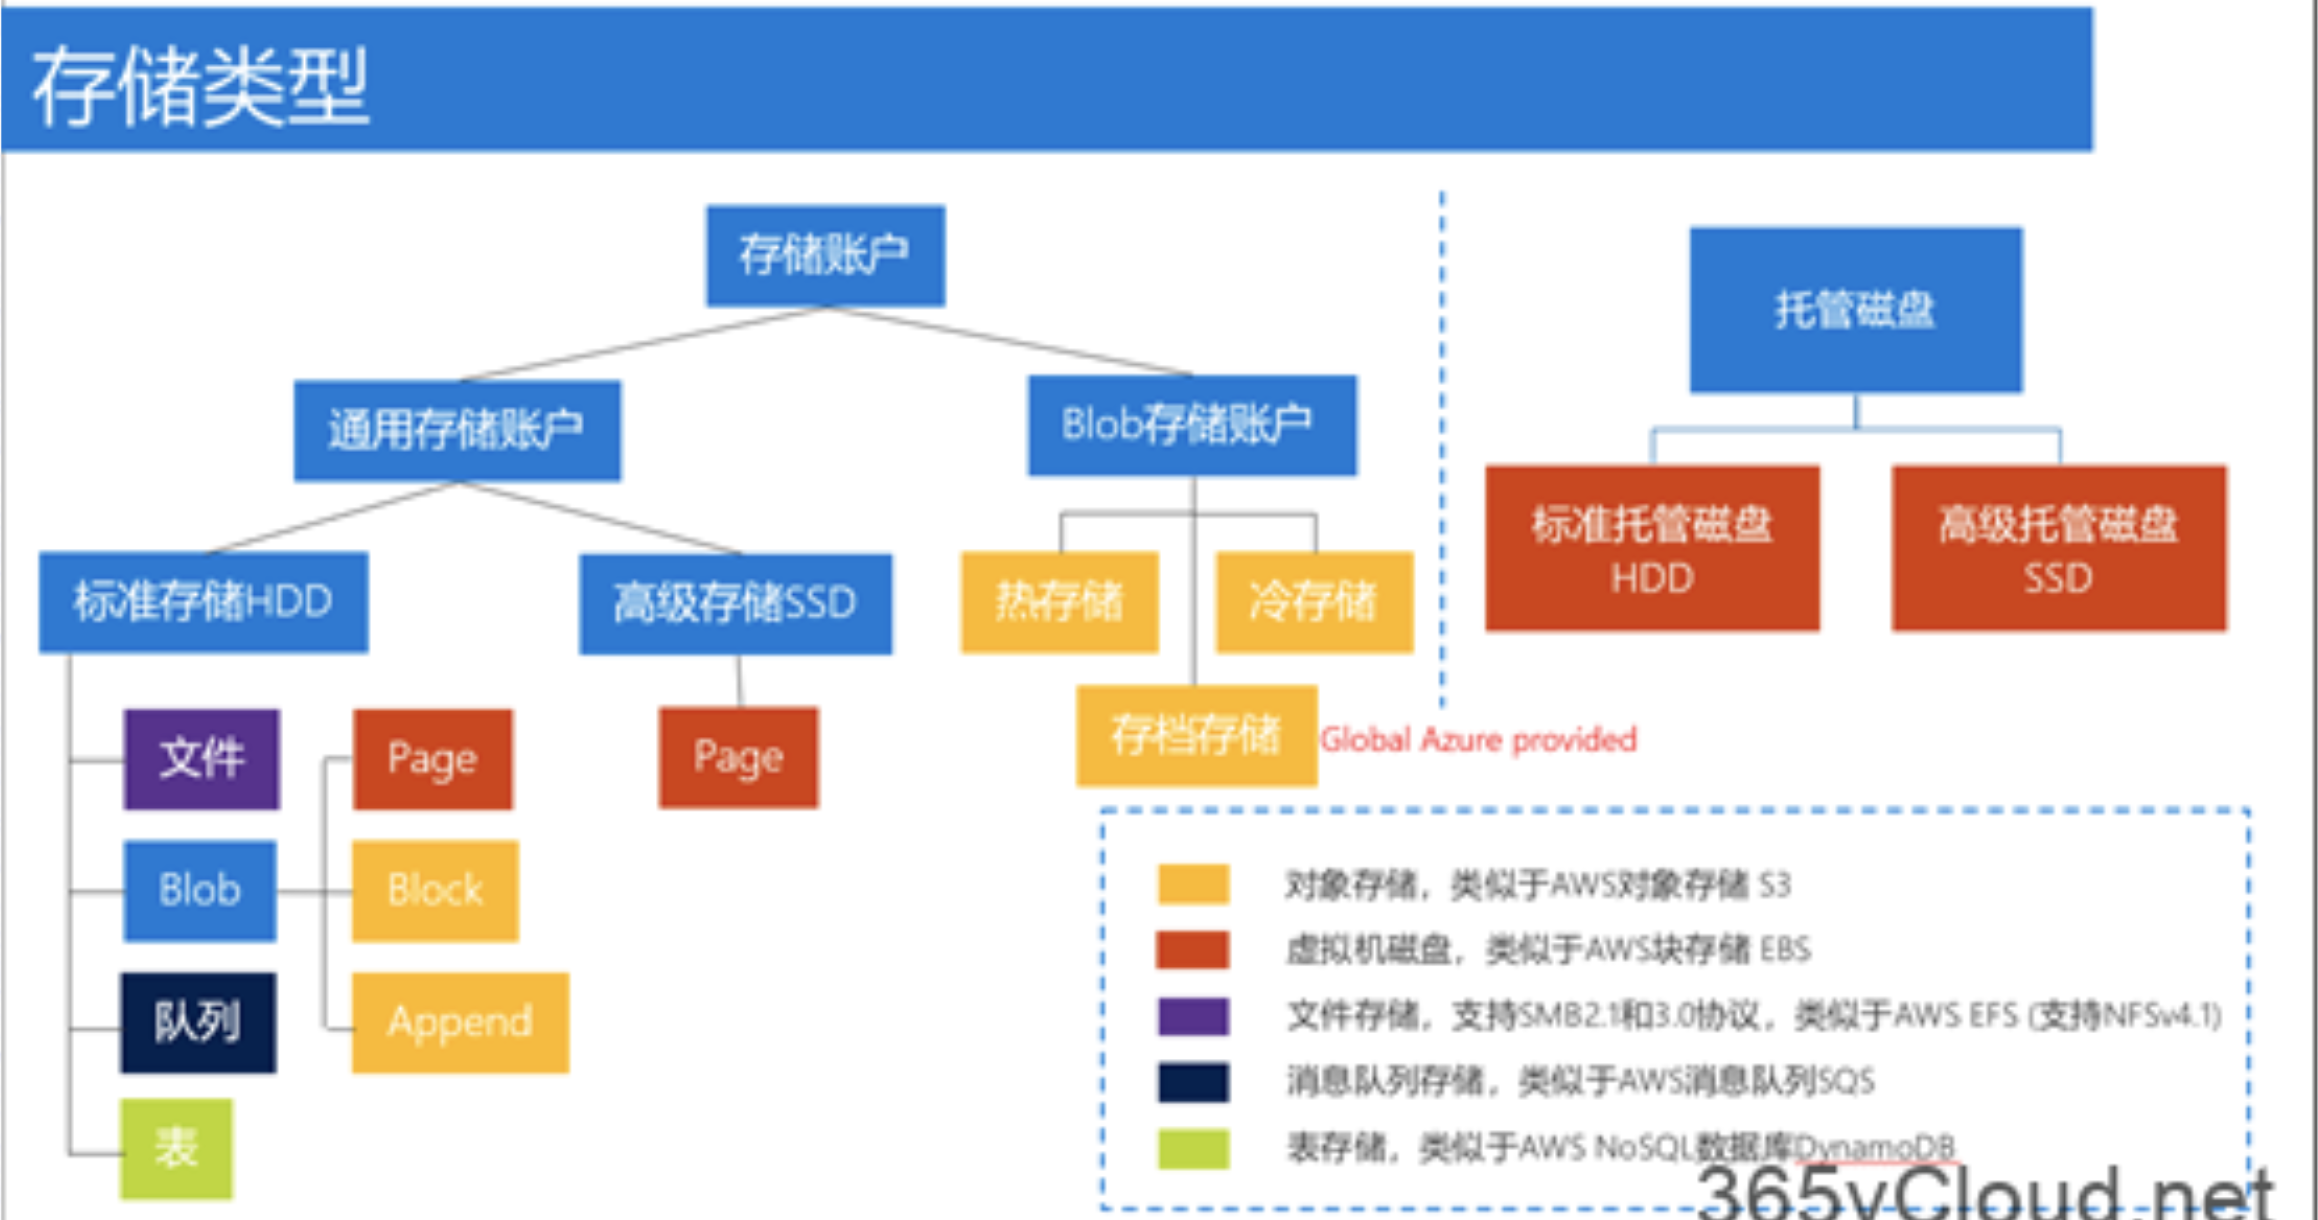 存储类型
存储账户
托管磁盘
通用存储账户
Blob存储账户
标准托管磁盘
HDD
高级托管磁盘
SSD
标准存储HDD
高级存储SSD
热存储
冷存储
文件
Page
Page
存档存储
Global Azure provided
Blob
Block
队列
Append
表
对象存储，类似于AWS对象存储 S3
虚拟机磁盘，类似于AWS块存储 EBS
文件存储，支持SMB2.1和3.0协议，类似于AWS EFS (支持NFSv4.1)
消息队列存储，类似于AWS消息队列SQS
表存储，类似于AWS NoSQL数据库DynamoDB
365vCloud.net